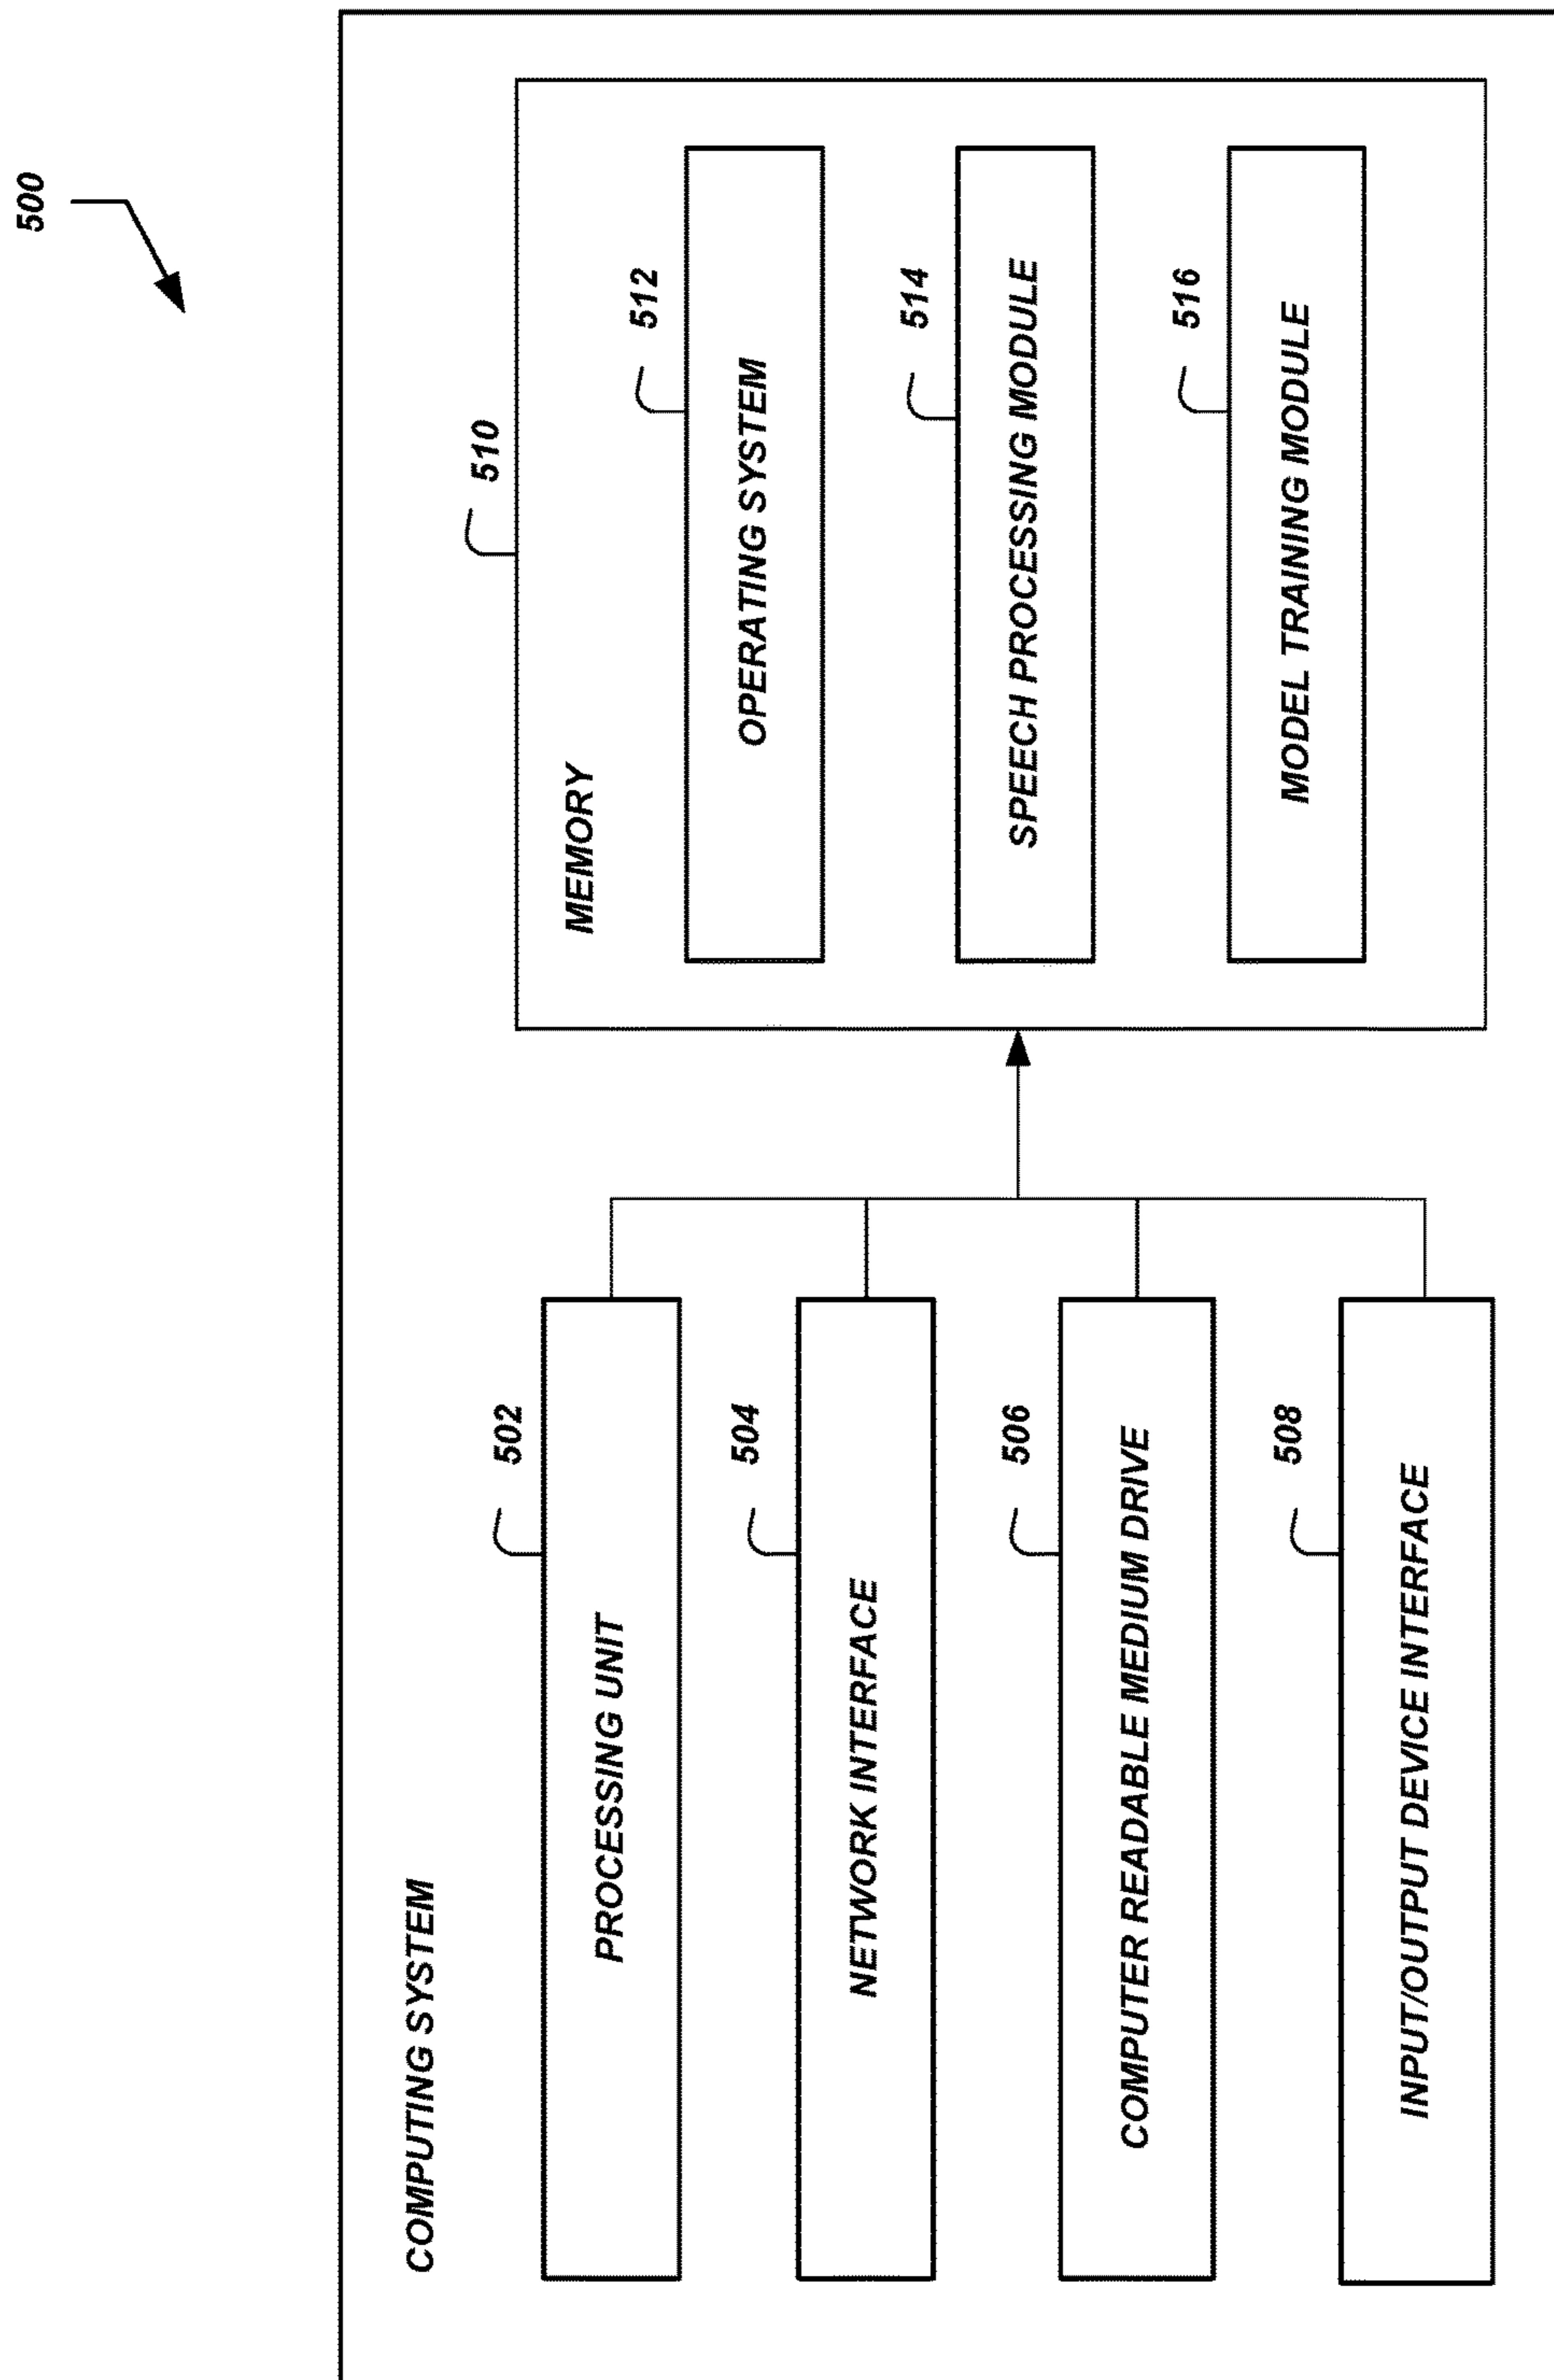 500
COMPUTING SYSTEM
502
PROCESSING UNIT
504
NETWORK INTERFACE
506
COMPUTER READABLE MEDIUM DRIVE
508
INPUT/OUTPUT DEVICE INTERFACE
510
MEMORY
512
OPERATING SYSTEM
514
SPEECH PROCESSING MODULE
516
MODEL TRAINING MODULE